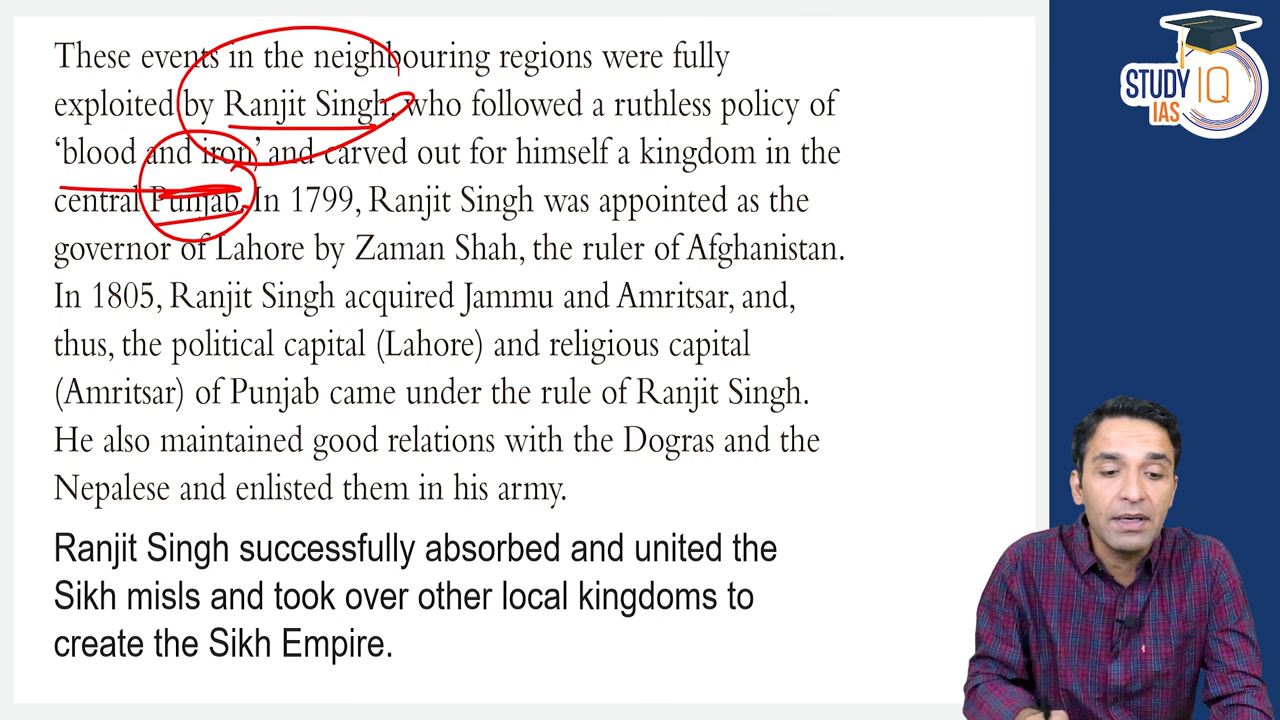 These events in the neighbouring regions were fully
exploited by Ranjit Singh, who followed a ruthless policy of
‘blood and iron,’ and carved out for himself a kingdom in the
central Punjab. In 1799, Ranjit Singh was appointed as the
governor of Lahore by Zaman Shah, the ruler of Afghanistan.
In 1805, Ranjit Singh acquired Jammu and Amritsar, and,
thus, the political capital (Lahore) and religious capital
(Amritsar) of Punjab came under the rule of Ranjit Singh.
He also maintained good relations with the Dogras and the
Nepalese and enlisted them in his army.
Ranjit Singh successfully absorbed and united the
Sikh misls and took over other local kingdoms to
create the Sikh Empire.
STUDY IQ
IAS